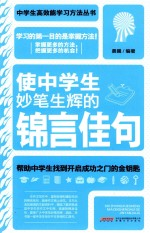 中学生高效能学习方法丛书
学习的唯一目的是掌握方法!
掌握更多的方法,
把握更多的机会!
编著
使中学生
妙笔生辉的
锦言佳句
帮助中学生找到开启成功之门的金钥匙